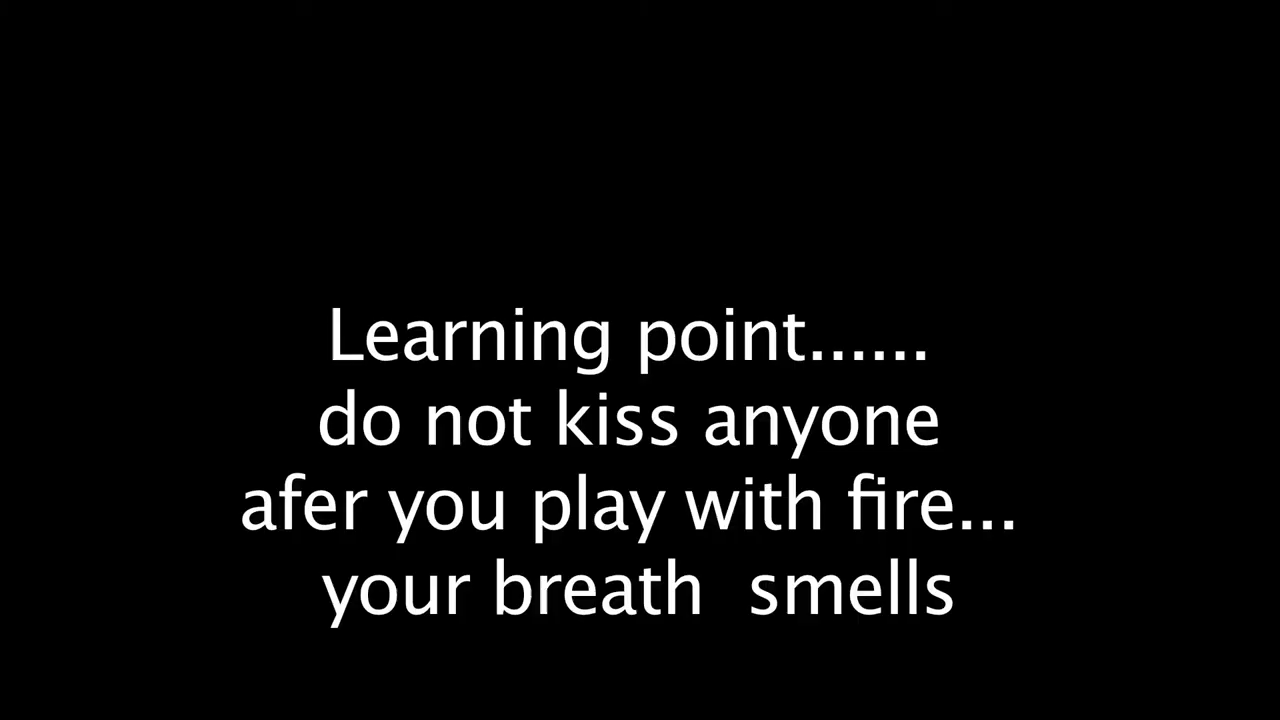 Learning point......
do not kiss anyone
afer you play with fire...
your breath  smells